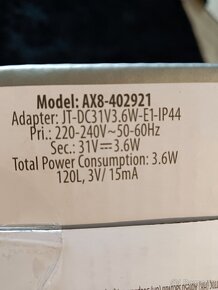 Model: AX8-402921
Adapter: JT-DC31V3.6W-E1-IP44
Pri.: 220-240V~50-60Hz
Sec.: 31V⎓3.6W
Total Power Consumption: 3.6W
120L, 3V/ 15mA